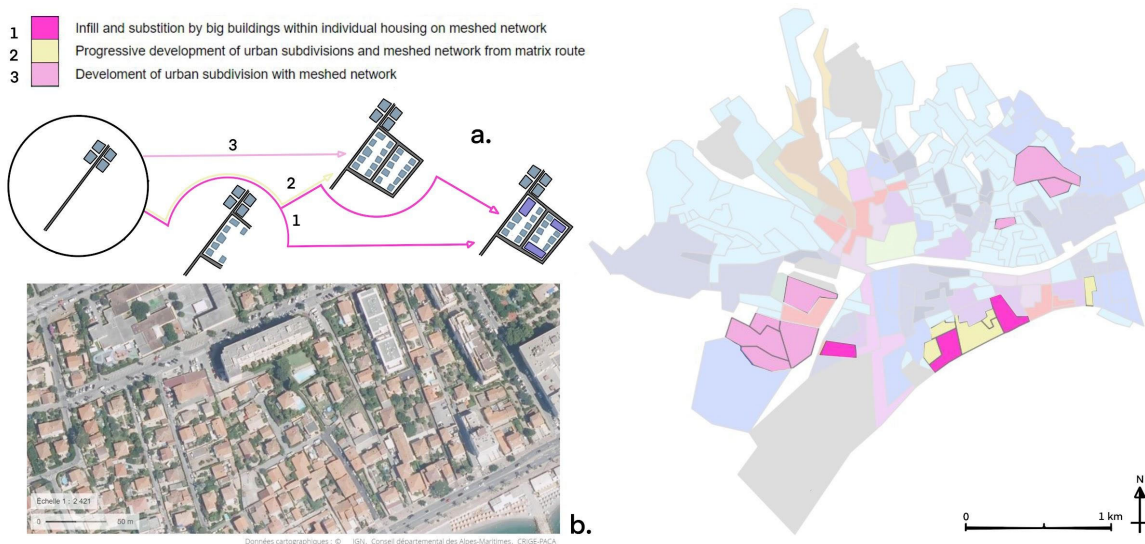 1 Infill and substition by big buildings within individual housing on meshed network
2 Progressive development of urban subdivisions and meshed network from matrix route
3 Develoment of urban subdivision with meshed network
a.
3
2
1
Echelle 1 : 2 421
0 50 m
b.
Données cartographiques : © IGN, Conseil départemental des Alpes-Maritimes, CRIGE-PACA
N
0 1 km